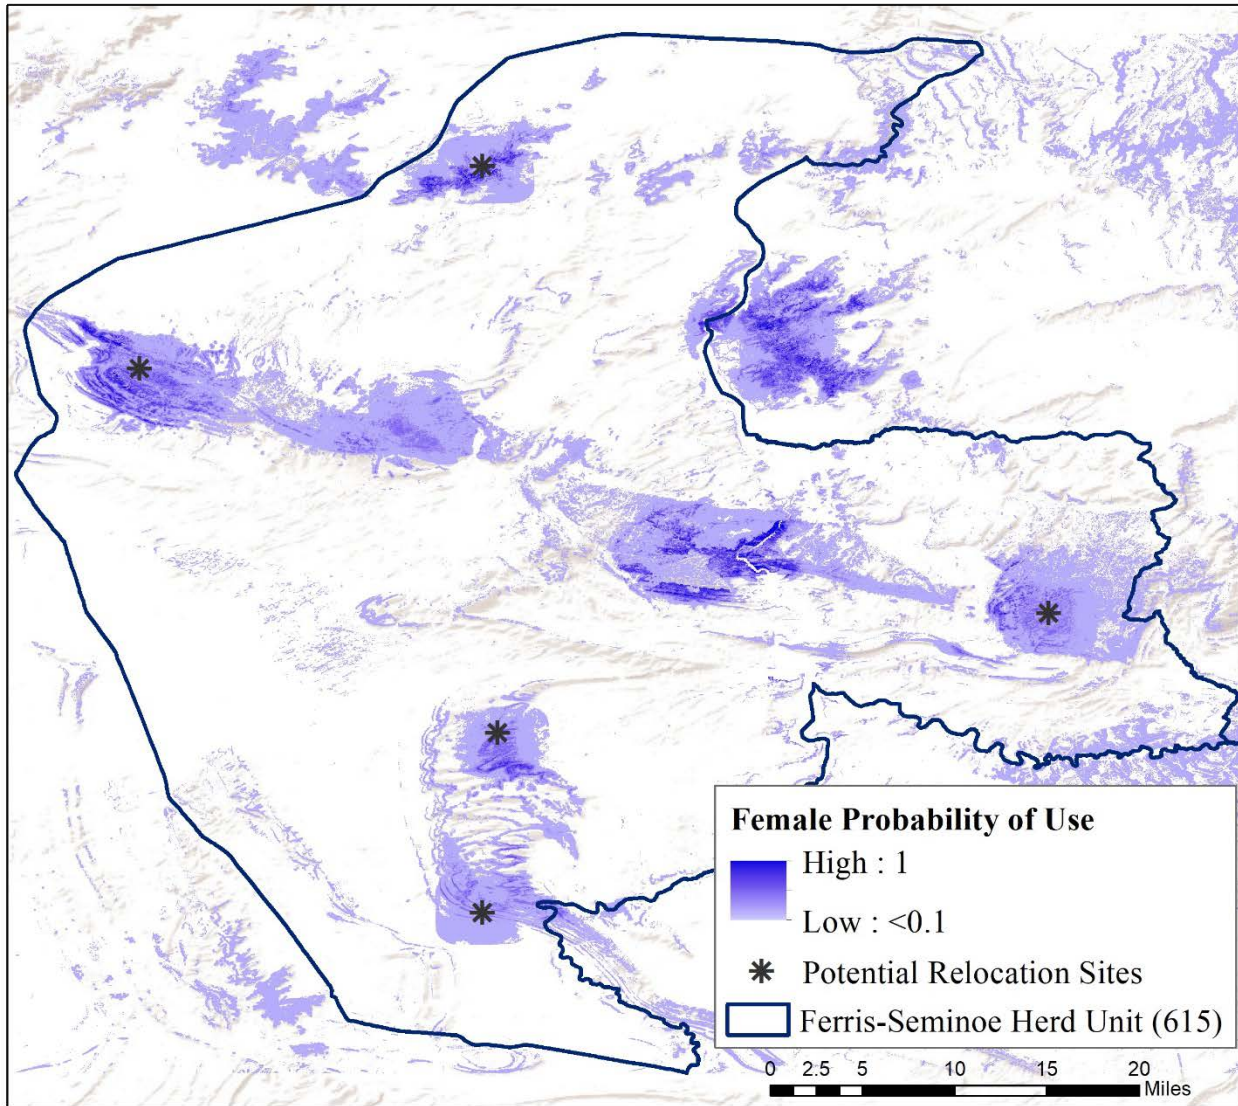 Female Probability of Use
High : 1
Low : <0.1
Potential Relocation Sites
Ferris-Seminoe Herd Unit (615)
0 2.5 5 10 15 20
Miles